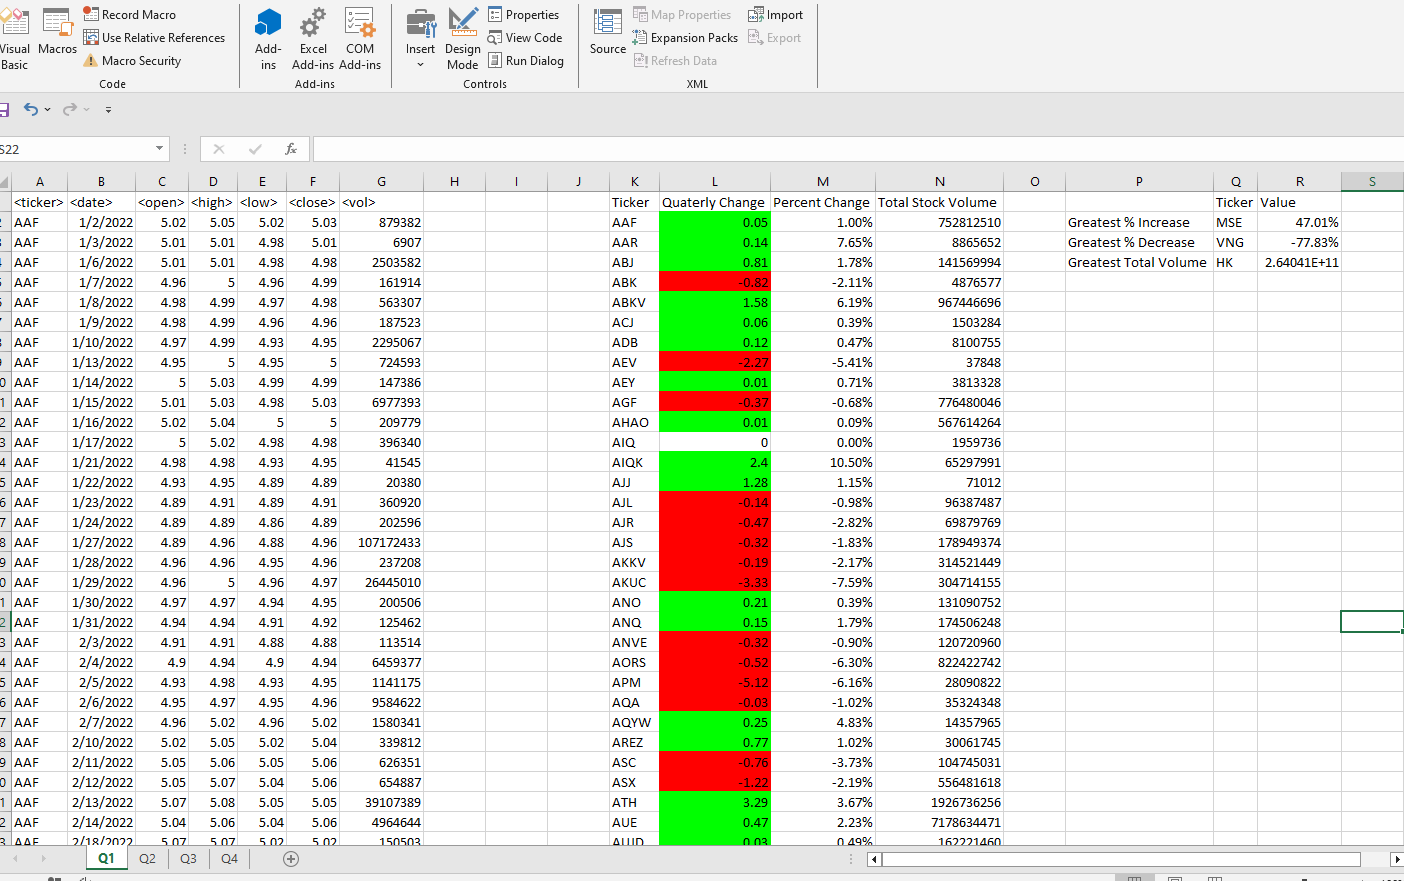 Visual Basic
Macros
Record Macro
Use Relative References
Macro Security
Code
Add-ins
Excel Add-ins
COM Add-ins
Add-ins
Insert
Design Mode
Properties
View Code
Run Dialog
Controls
Source
Map Properties
Expansion Packs
Refresh Data
Import
Export
XML
S22
fx
A B C D E F G H I J K L M N O P Q R S
<ticker> <date> <open> <high> <low> <close> <vol> Ticker Quaterly Change Percent Change Total Stock Volume Ticker Value
AAF 1/2/2022 5.02 5.05 5.02 5.03 879382 AAF 0.05 1.00% 752812510 Greatest % Increase MSE 47.01%
AAF 1/3/2022 5.01 5.01 4.98 5.01 6907 AAR 0.14 7.65% 8865652 Greatest % Decrease VNG -77.83%
AAF 1/6/2022 5.01 5.01 4.98 4.98 2503582 ABJ 0.81 1.78% 141569994 Greatest Total Volume HK 2.64041E+11
AAF 1/7/2022 4.96 5 4.96 4.99 161914 ABK -0.82 -2.11% 4876577
AAF 1/8/2022 4.98 4.99 4.97 4.98 563307 ABKV 1.58 6.19% 967446696
AAF 1/9/2022 4.98 4.99 4.96 4.96 187523 ACJ 0.06 0.39% 1503284
AAF 1/10/2022 4.97 4.99 4.93 4.95 2295067 ADB 0.12 0.47% 8100755
AAF 1/13/2022 4.95 5 4.95 5 724593 AEV -2.27 -5.41% 37848
AAF 1/14/2022 5 5.03 4.99 4.99 147386 AEY 0.01 0.71% 3813328
AAF 1/15/2022 5.01 5.03 4.98 5.03 6977393 AGF -0.37 -0.68% 776480046
AAF 1/16/2022 5.02 5.04 5 5 209779 AHAO 0.01 0.09% 567614264
AAF 1/17/2022 5 5.02 4.98 4.98 396340 AIQ 0 0.00% 1959736
AAF 1/21/2022 4.98 4.98 4.93 4.95 41545 AIQK 2.4 10.50% 65297991
AAF 1/22/2022 4.93 4.95 4.89 4.89 20380 AJJ 1.28 1.15% 71012
AAF 1/23/2022 4.89 4.91 4.89 4.91 360920 AJL -0.14 -0.98% 96387487
AAF 1/24/2022 4.89 4.89 4.86 4.89 202596 AJR -0.47 -2.82% 69879769
AAF 1/27/2022 4.89 4.96 4.88 4.96 107172433 AJS -0.32 -1.83% 178949374
AAF 1/28/2022 4.96 4.96 4.95 4.96 237208 AKKV -0.19 -2.17% 314521449
AAF 1/29/2022 4.96 5 4.96 4.97 26445010 AKUC -3.33 -7.59% 304714155
AAF 1/30/2022 4.97 4.97 4.94 4.95 200506 ANO 0.21 0.39% 131090752
AAF 1/31/2022 4.94 4.94 4.91 4.92 125462 ANQ 0.15 1.79% 174506248
AAF 2/3/2022 4.91 4.91 4.88 4.88 113514 ANVE -0.32 -0.90% 120720960
AAF 2/4/2022 4.9 4.94 4.9 4.94 6459377 AORS -0.52 -6.30% 822422742
AAF 2/5/2022 4.93 4.98 4.93 4.95 1141175 APM -5.12 -6.16% 28090822
AAF 2/6/2022 4.95 4.97 4.95 4.96 9584622 AQA -0.03 -1.02% 35324348
AAF 2/7/2022 4.96 5.02 4.96 5.02 1580341 AQYW 0.25 4.83% 14357965
AAF 2/10/2022 5.02 5.05 5.02 5.04 339812 AREZ 0.77 1.02% 30061745
AAF 2/11/2022 5.05 5.06 5.05 5.06 626351 ASC -0.76 -3.73% 104745031
AAF 2/12/2022 5.05 5.07 5.04 5.06 654887 ASX -1.22 -2.19% 556481618
AAF 2/13/2022 5.07 5.08 5.05 5.05 39107389 ATH 3.29 3.67% 1926736256
AAF 2/14/2022 5.04 5.06 5.04 5.06 4964644 AUE 0.47 2.23% 7178634471
AAF 2/18/2022 5.07 5.07 5.02 5.02 150503 AUJD 0.03 0.49% 162221460
Q1 Q2 Q3 Q4